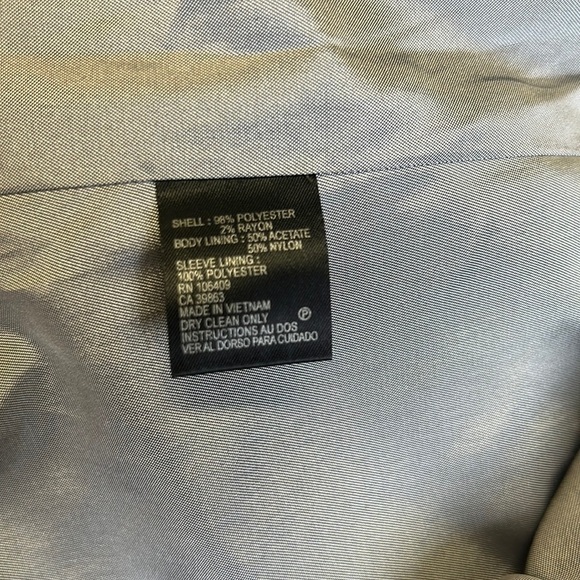 SHELL : 98% POLYESTER
2% RAYON
BODY LINING : 50% ACETATE
50% NYLON
SLEEVE LINING :
100% POLYESTER
RN 106409
CA 39863
MADE IN VIETNAM
DRY CLEAN ONLY
P
INSTRUCTIONS AU DOS
VER AL DORSO PARA CUIDADO